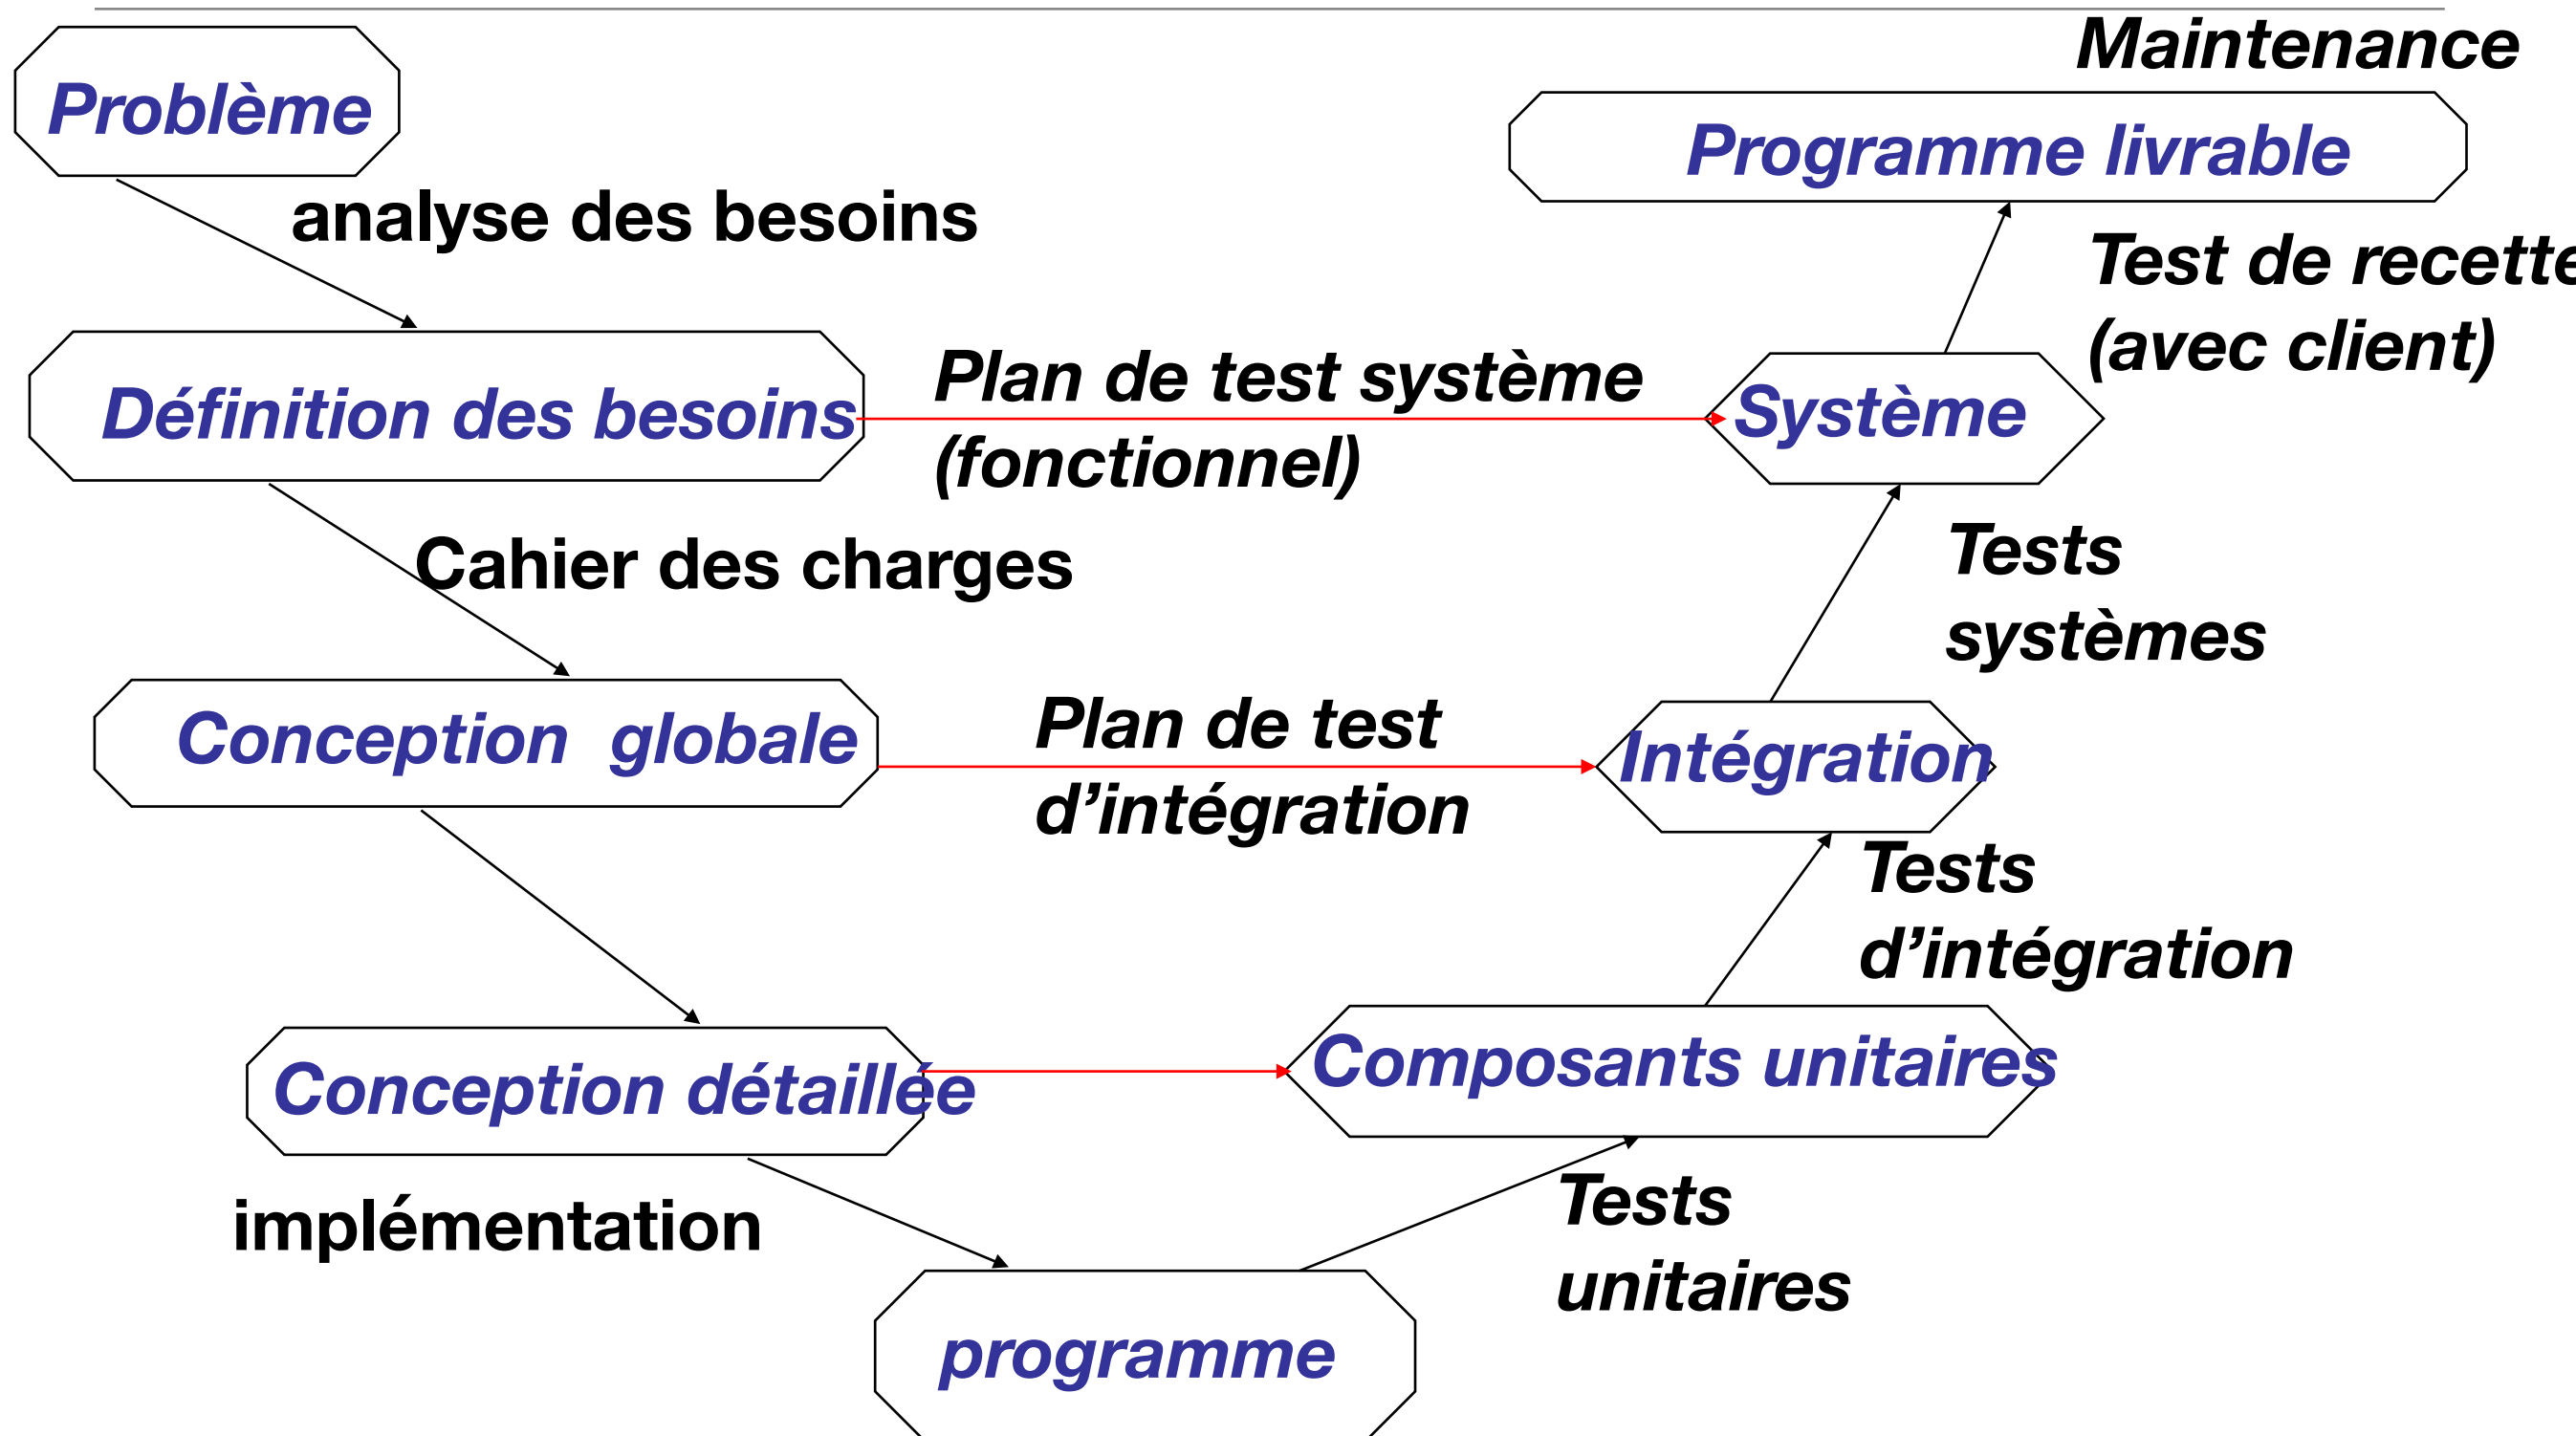 Maintenance
Problème
Programme livrable
analyse des besoins
Test de recette
(avec client)
Plan de test système
(fonctionnel)
Définition des besoins
Système
Cahier des charges
Tests
systèmes
Conception globale
Plan de test
d’intégration
Intégration
Tests
d’intégration
Conception détaillée
Composants unitaires
implémentation
Tests
unitaires
programme